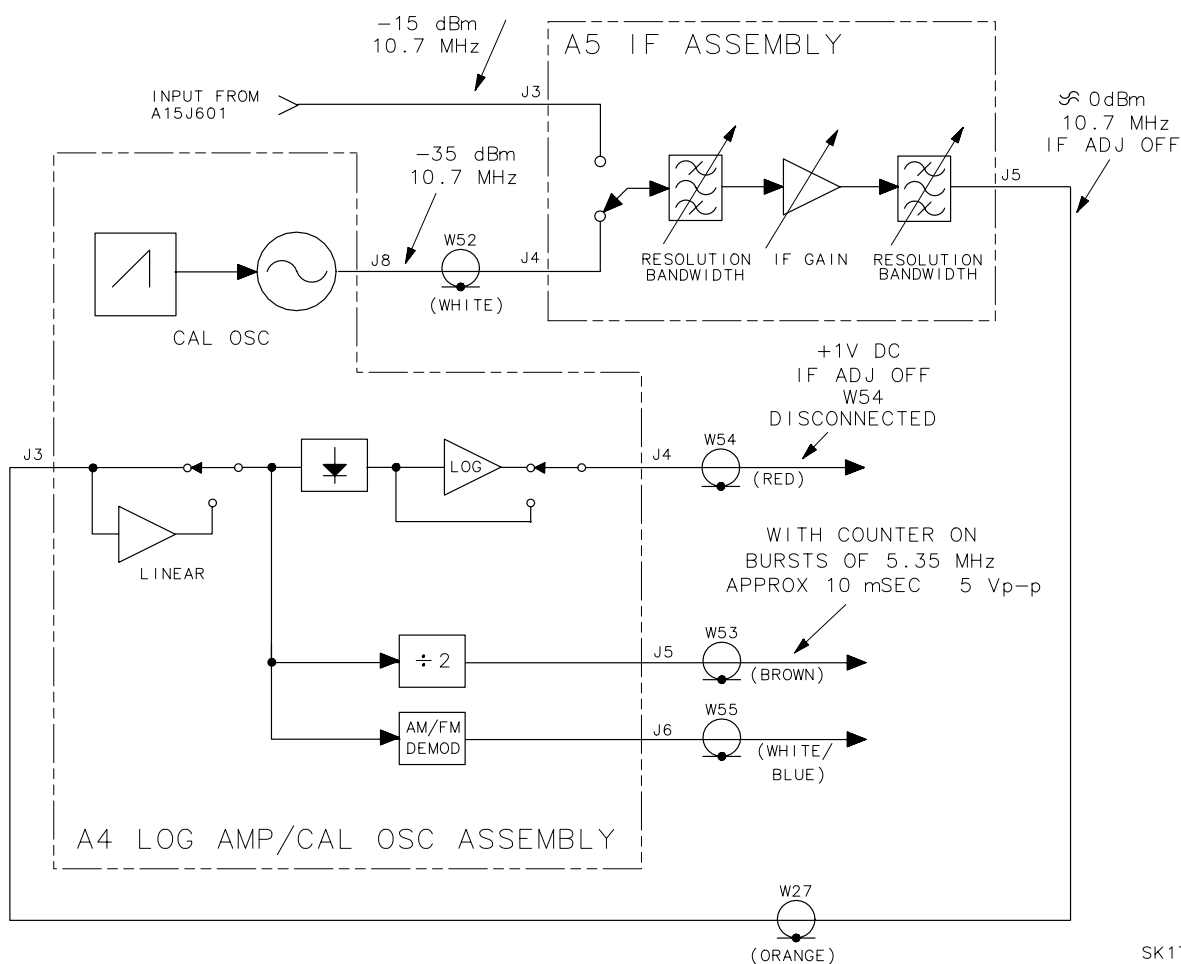 -15 dBm
10.7 MHz
A5 IF ASSEMBLY
INPUT FROM
A15J601
J3
≈ 0dBm
10.7 MHz
IF ADJ OFF
-35 dBm
10.7 MHz
J5
W52
J8
J4
(WHITE)
RESOLUTION
BANDWIDTH
IF GAIN
RESOLUTION
BANDWIDTH
CAL OSC
+1V DC
IF ADJ OFF
W54
DISCONNECTED
J3
LOG
J4
W54
(RED)
LINEAR
WITH COUNTER ON
BURSTS OF 5.35 MHz
APPROX 10 mSEC 5 Vp-p
÷ 2
J5
W53
(BROWN)
AM/FM
DEMOD
J6
W55
(WHITE/
BLUE)
A4 LOG AMP/CAL OSC ASSEMBLY
W27
(ORANGE)